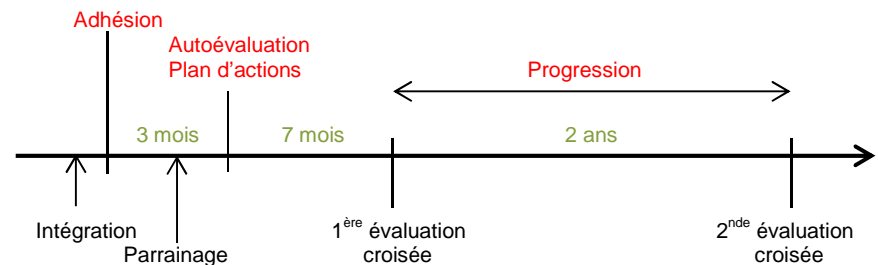 Adhésion
Autoévaluation
Plan d'actions
Progression
3 mois
7 mois
2 ans
Intégration
Parrainage
1ère évaluation
croisée
2nde évaluation
croisée